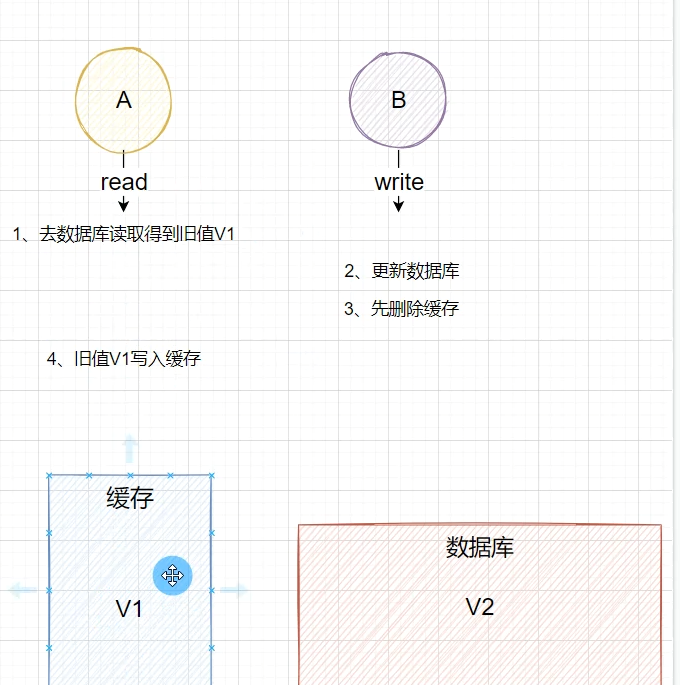 A
B
read
write
1、去数据库读取得到旧值V1
2、更新数据库
3、先删除缓存
4、旧值V1写入缓存
缓存
数据库
V1
V2